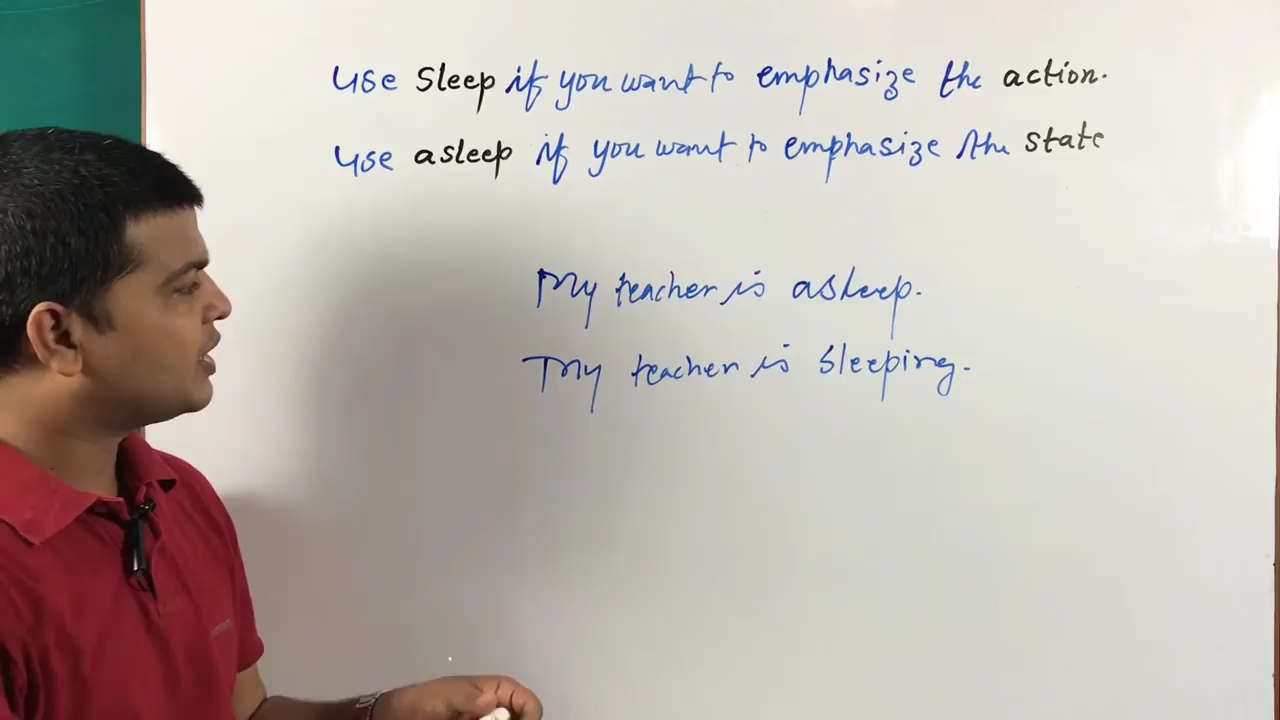 Use Sleep if you want to emphasize the action.
Use asleep if you want to emphasize the state
My teacher is asleep.
My teacher is sleeping.